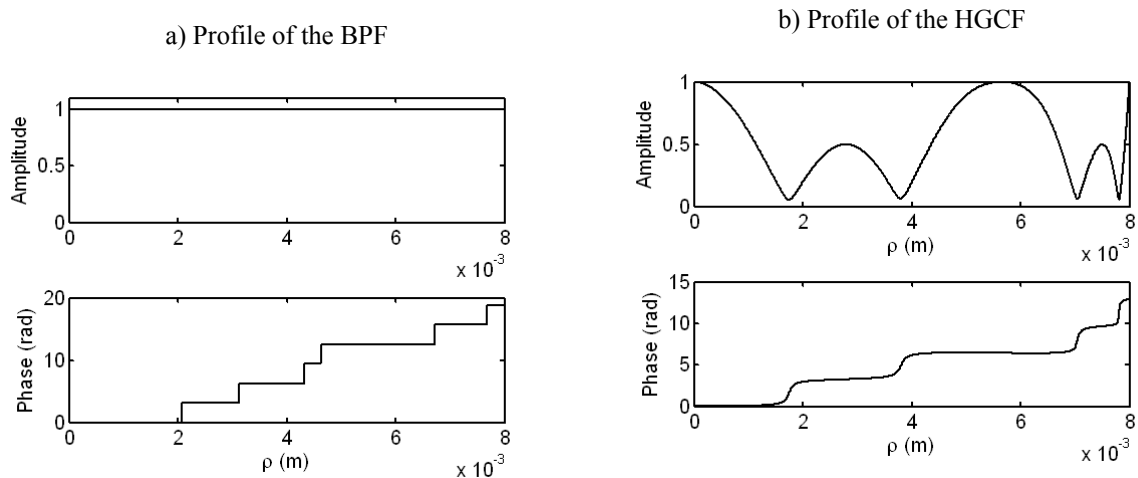 a) Profile of the BPF
1
0.5
0
Amplitude
0 2 4 6 8
x 10⁻³
20
10
0
Phase (rad)
0 2 4 6 8
ρ (m)
x 10⁻³
b) Profile of the HGCF
1
0.5
0
Amplitude
0 2 4 6 8
ρ (m)
x 10⁻³
15
10
5
0
Phase (rad)
0 2 4 6 8
ρ (m)
x 10⁻³